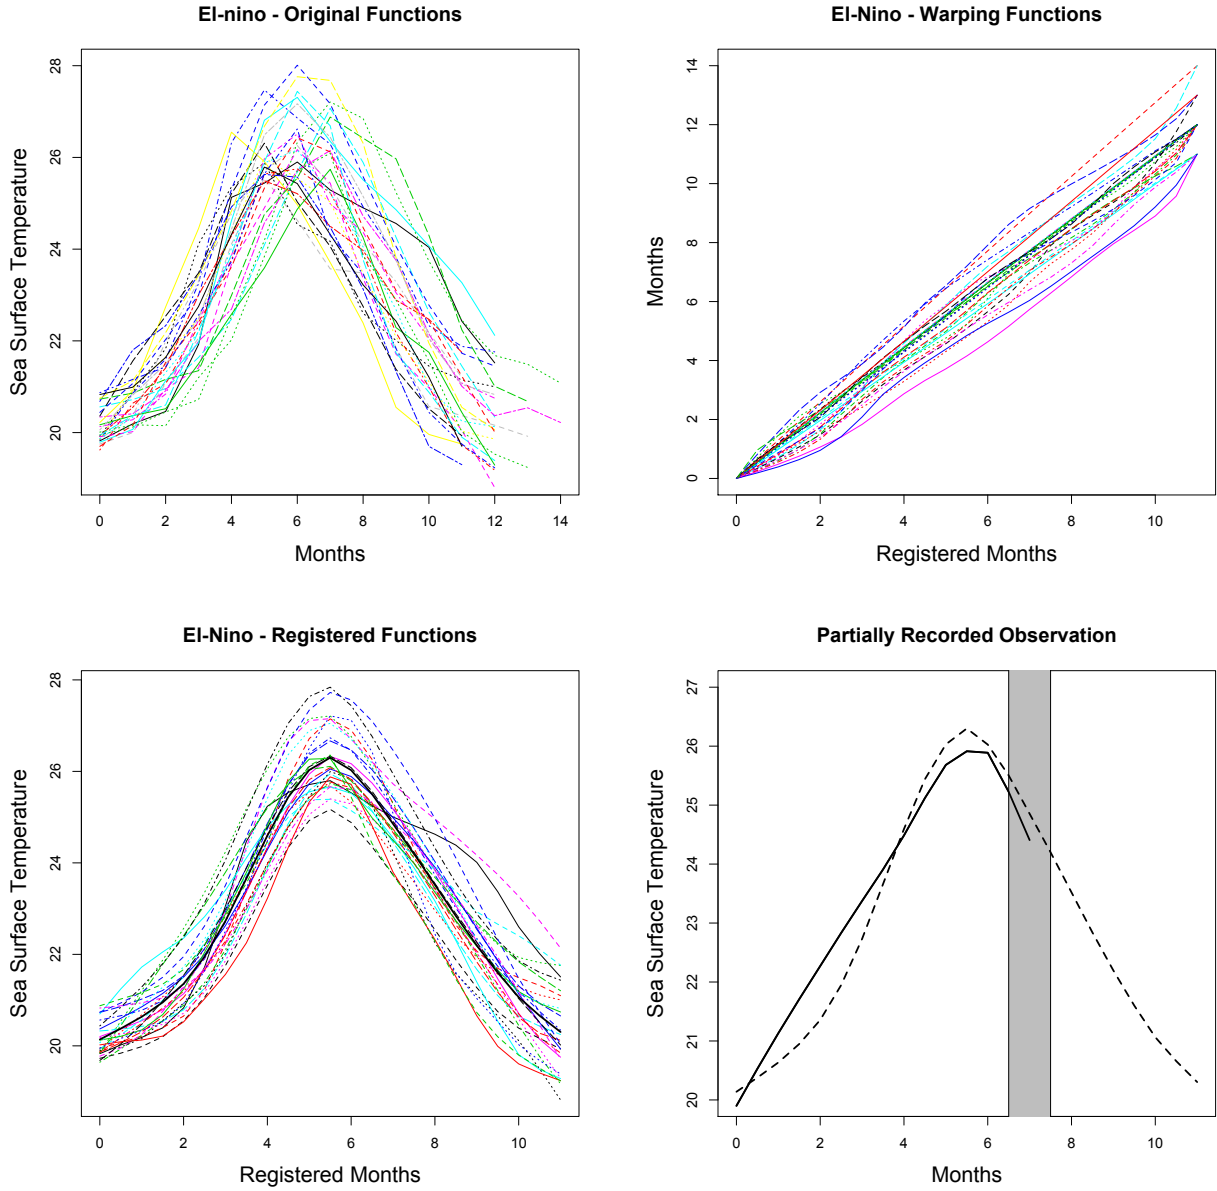 El-nino - Original Functions
28
26
24
22
20
Sea Surface Temperature
0 2 4 6 8 10 12 14
Months
El-Nino - Warping Functions
14
12
10
8
6
4
2
0
Months
0 2 4 6 8 10
Registered Months
El-Nino - Registered Functions
28
26
24
22
20
Sea Surface Temperature
0 2 4 6 8 10
Registered Months
Partially Recorded Observation
27
26
25
24
23
22
21
20
Sea Surface Temperature
0 2 4 6 8 10
Months